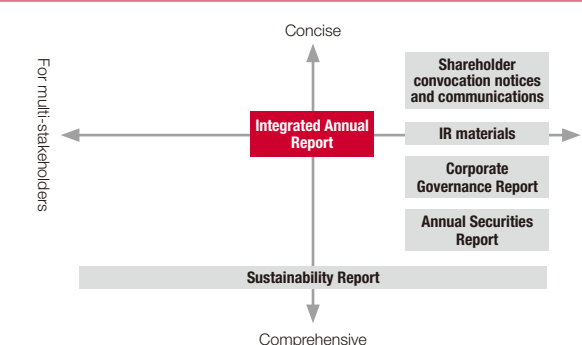 Concise
For multi-stakeholders
Shareholder
convocation notices
and communications
Integrated Annual
Report
IR materials
Corporate
Governance Report
Annual Securities
Report
Sustainability Report
Comprehensive